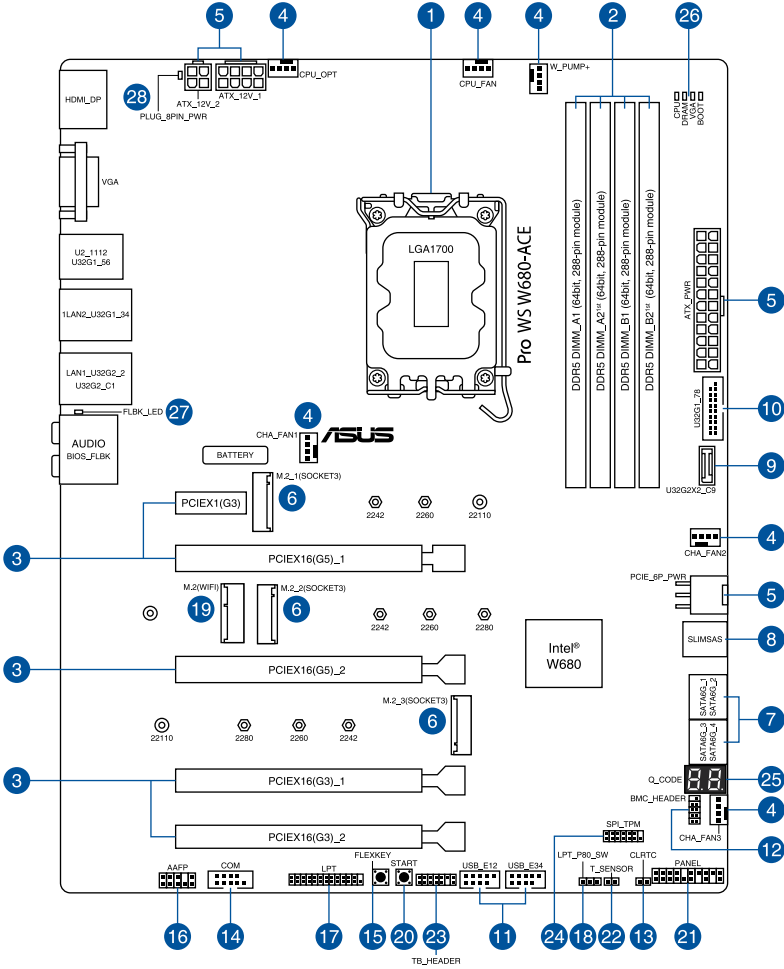 5
4
1
4
4
2
26
28
HDMI_DP
ATX_12V_2
ATX_12V_1
PLUG_8PIN_PWR
CPU_OPT
CPU_FAN
W_PUMP+
CPU
DRAM
VGA
BOOT
VGA
U2_1112
U32G1_56
1LAN2_U32G1_34
LAN1_U32G2_2
U32G2_C1
FLBK_LED
27
AUDIO
BIOS_FLBK
LGA1700
Pro WS W680-ACE
DDR5 DIMM_A1 (64bit, 288-pin module)
DDR5 DIMM_A2¹ˢᵗ (64bit, 288-pin module)
DDR5 DIMM_B1 (64bit, 288-pin module)
DDR5 DIMM_B2¹ˢᵗ (64bit, 288-pin module)
ATX_PWR
5
U32G1_78
10
9
U32G2X2_C9
4
CHA_FAN1
ASUS
BATTERY
M.2_1(SOCKET3)
6
PCIEX1(G3)
2242
2260
22110
3
PCIEX16(G5)_1
4
CHA_FAN2
PCIE_6P_PWR
5
M.2(WIFI)
19
M.2_2(SOCKET3)
6
2242
2260
2280
Intel®
W680
SLIMSAS
8
3
PCIEX16(G5)_2
M.2_3(SOCKET3)
6
22110
2280
2260
2242
SATA6G_1
SATA6G_2
SATA6G_3
SATA6G_4
7
3
PCIEX16(G3)_1
Q_CODE
88
25
BMC_HEADER
4
CHA_FAN3
12
PCIEX16(G3)_2
24
SPI_TPM
AAFP
COM
LPT
FLEXKEY
START
USB_E12
USB_E34
LPT_P80_SW
T_SENSOR
CLRTC
PANEL
16
14
17
15
20
23
11
24
18
22
13
21
TB_HEADER